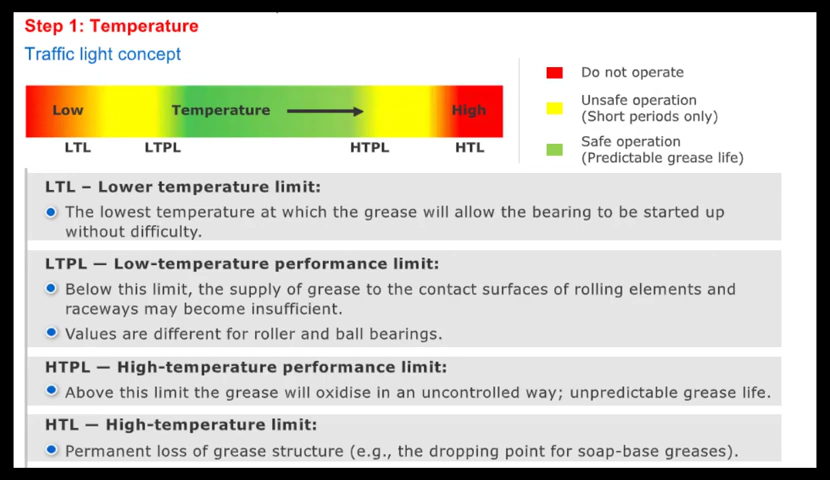 Step 1: Temperature
Traffic light concept
Low Temperature High
LTL LTPL HTPL HTL
Do not operate
Unsafe operation
(Short periods only)
Safe operation
(Predictable grease life)
LTL – Lower temperature limit:
The lowest temperature at which the grease will allow the bearing to be started up
without difficulty.
LTPL — Low-temperature performance limit:
Below this limit, the supply of grease to the contact surfaces of rolling elements and
raceways may become insufficient.
Values are different for roller and ball bearings.
HTPL — High-temperature performance limit:
Above this limit the grease will oxidise in an uncontrolled way; unpredictable grease life.
HTL — High-temperature limit:
Permanent loss of grease structure (e.g., the dropping point for soap-base greases).